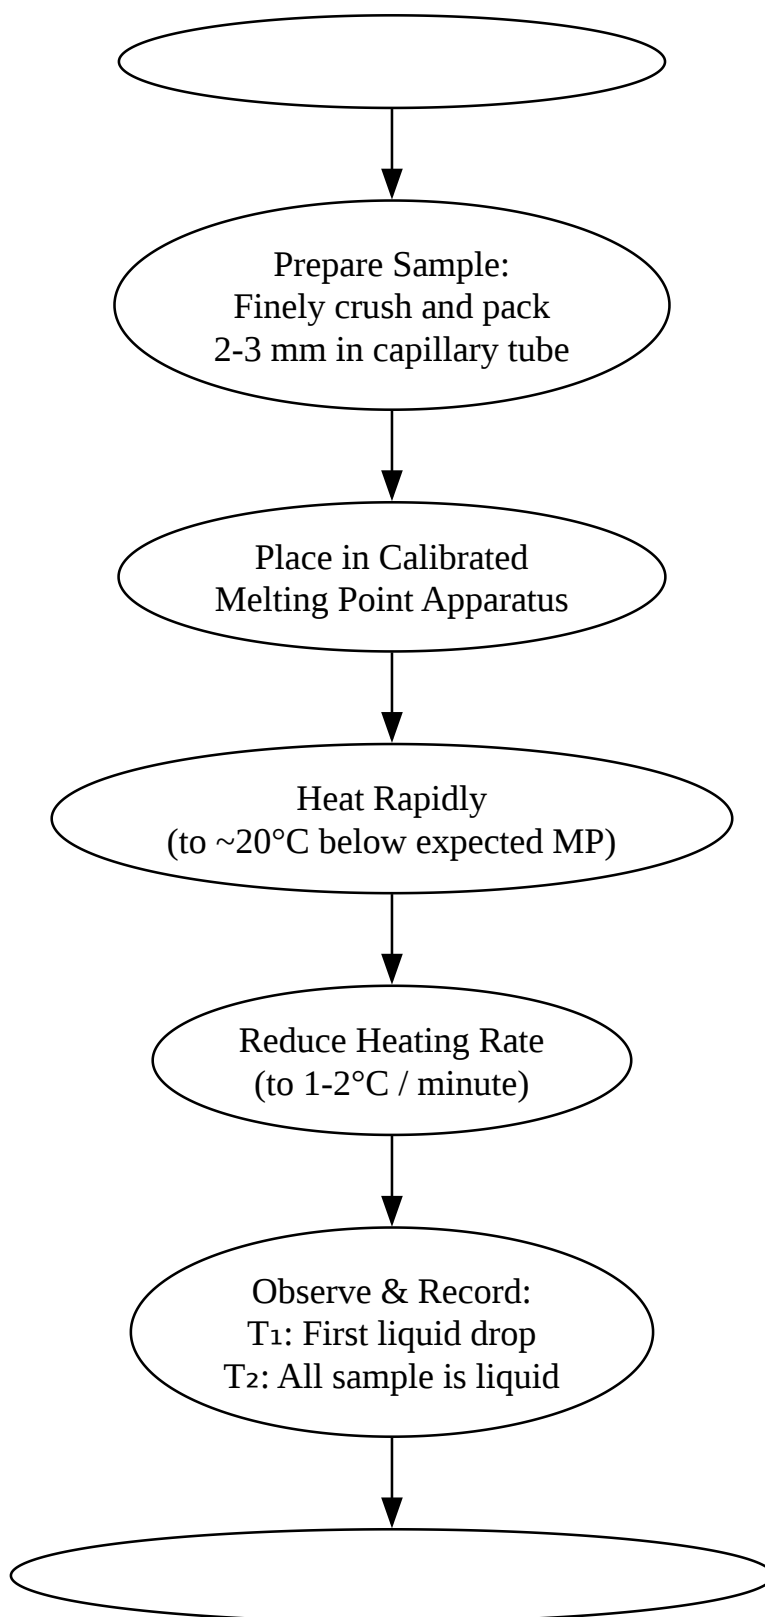 Prepare Sample:
Finely crush and pack
2-3 mm in capillary tube
Place in Calibrated
Melting Point Apparatus
Heat Rapidly
(to ~20°C below expected MP)
Reduce Heating Rate
(to 1-2°C / minute)
Observe & Record:
T₁: First liquid drop
T₂: All sample is liquid